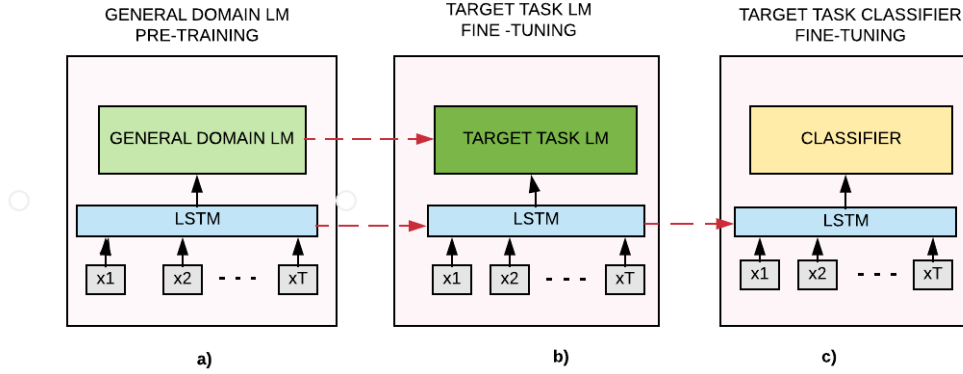 GENERAL DOMAIN LM
PRE-TRAINING
GENERAL DOMAIN LM
LSTM
x1 x2 - - - - xT
a)
TARGET TASK LM
FINE -TUNING
TARGET TASK LM
LSTM
x1 x2 - - - - xT
b)
TARGET TASK CLASSIFIER
FINE-TUNING
CLASSIFIER
LSTM
x1 x2 - - - - xT
c)